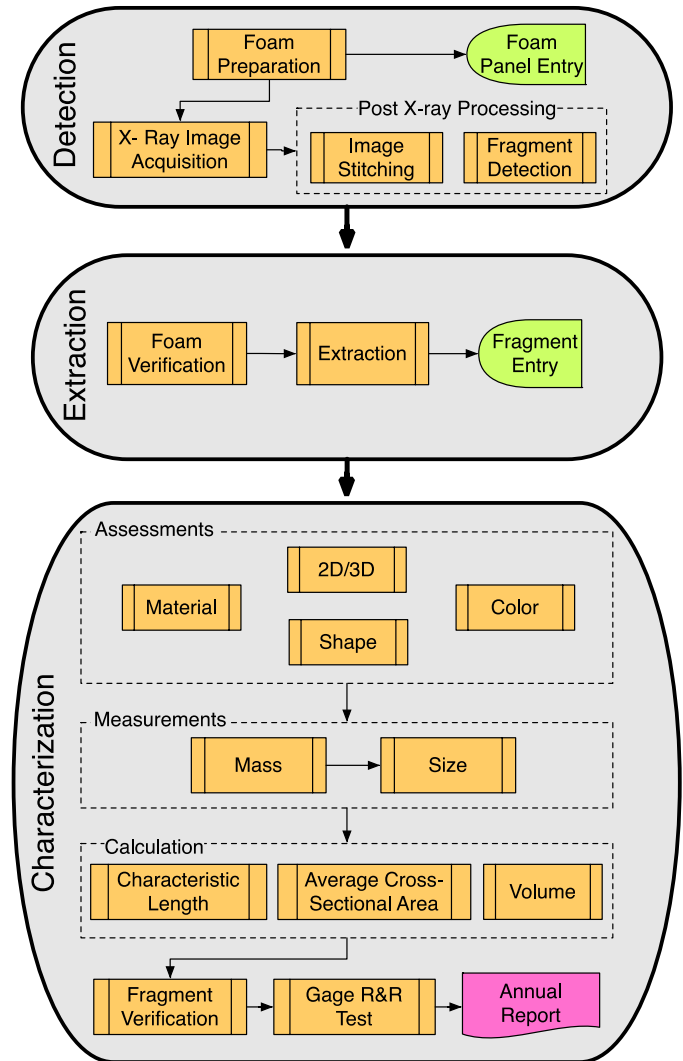 Detection
Foam
Preparation
Foam
Panel Entry
X- Ray Image
Acquisition
Post X-ray Processing
Image
Stitching
Fragment
Detection
Extraction
Foam
Verification
Extraction
Fragment
Entry
Characterization
Assessments
2D/3D
Material
Color
Shape
Measurements
Mass
Size
Calculation
Characteristic
Length
Average Cross-
Sectional Area
Volume
Fragment
Verification
Gage R&R
Test
Annual
Report